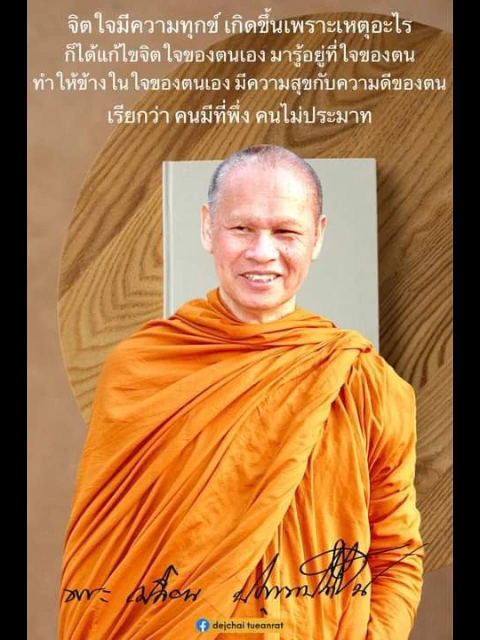 จิตใจมีความทุกข์ เกิดขึ้นเพราะเหตุอะไร
ก็ได้แก้ไขจิตใจของตนเอง มารู้อยู่ที่ใจของตน
ทำให้ข้างในใจของตนเอง มีความสุขกับความดีของตน
เรียกว่า คนมีที่พึ่ง คนไม่ประมาท
dejchai tueanrat